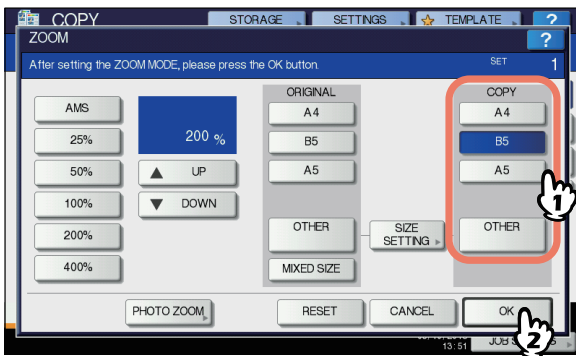 COPY STORAGE SETTINGS TEMPLATE ?
ZOOM ?
After setting the ZOOM MODE, please press the OK button. SET 1
ORIGINAL COPY
AMS A4 A4
25% 200 % B5 B5
50% UP A5 A5
100% DOWN 1
200% OTHER SIZE SETTING OTHER
400% MIXED SIZE
PHOTO ZOOM RESET CANCEL OK
2
13:51 JOB S